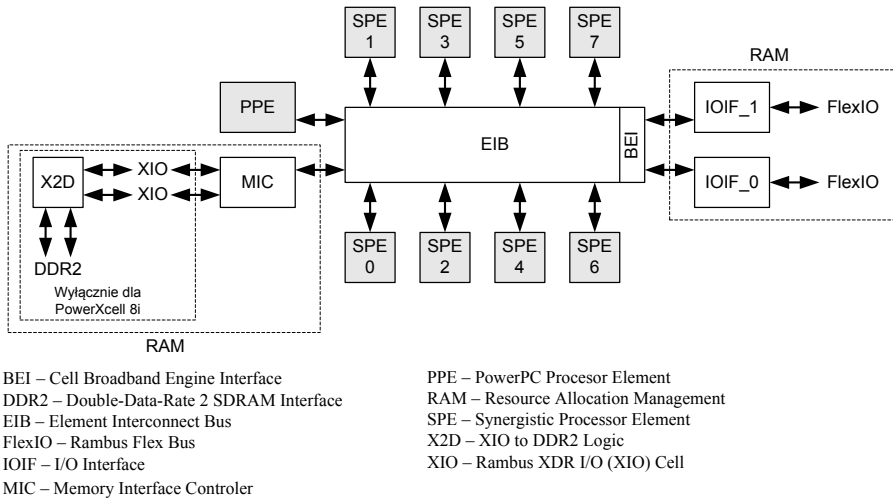 SPE
1
SPE
3
SPE
5
SPE
7
RAM
PPE
IOIF_1
FlexIO
EIB
BEI
X2D
XIO
XIO
MIC
IOIF_0
FlexIO
SPE
0
SPE
2
SPE
4
SPE
6
DDR2
Wyłącznie dla
PowerXcell 8i
RAM
BEI – Cell Broadband Engine Interface
DDR2 – Double-Data-Rate 2 SDRAM Interface
EIB – Element Interconnect Bus
FlexIO – Rambus Flex Bus
IOIF – I/O Interface
MIC – Memory Interface Controler
PPE – PowerPC Procesor Element
RAM – Resource Allocation Management
SPE – Synergistic Processor Element
X2D – XIO to DDR2 Logic
XIO – Rambus XDR I/O (XIO) Cell